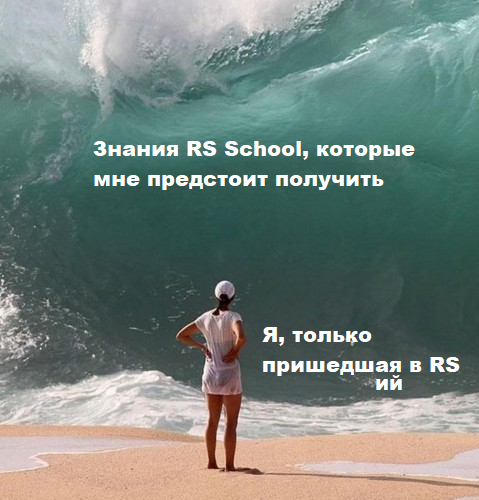 Знания RS School, которые
мне предстоит получить
Я, только
пришедшая в RS
ий